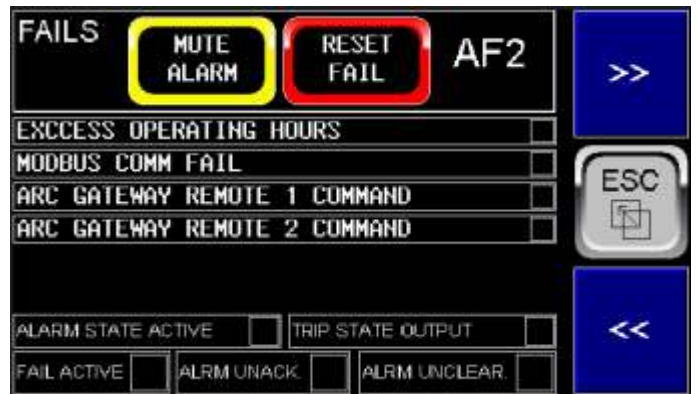 FAILS
MUTE
ALARM
RESET
FAIL
AF2
>>
EXCCESS OPERATING HOURS
MODBUS COMM FAIL
ARC GATEWAY REMOTE 1 COMMAND
ARC GATEWAY REMOTE 2 COMMAND
ESC
ALARM STATE ACTIVE
TRIP STATE OUTPUT
<<
FAIL ACTIVE
ALRM UNACK.
ALRM UNCLEAR.